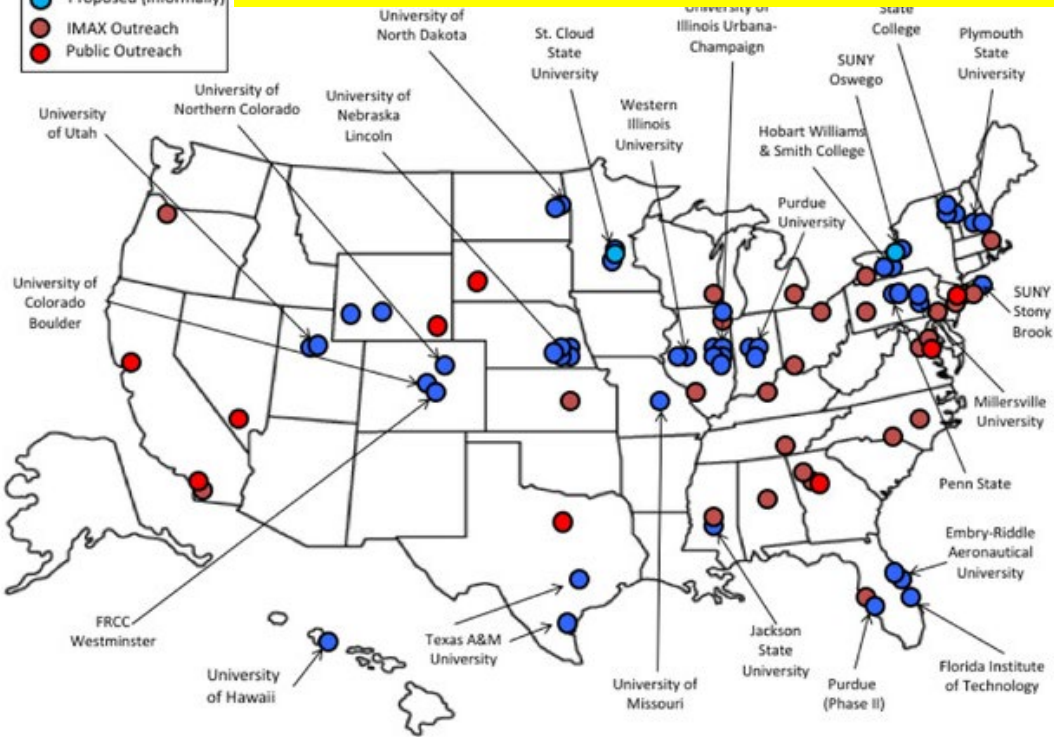 Proposed (Informally)
IMAX Outreach
Public Outreach
University of
North Dakota
St. Cloud
State
University
University of
Illinois Urbana-
Champaign
State
College
Plymouth
State
University
SUNY
Oswego
University
of Utah
University of
Northern Colorado
University of
Nebraska
Lincoln
Western
Illinois
University
Hobart Williams
& Smith College
Purdue
University
University of
Colorado
Boulder
SUNY
Stony
Brook
Millersville
University
Penn State
Embry-Riddle
Aeronautical
University
FRCC
Westminster
University
of Hawaii
Texas A&M
University
University of
Missouri
Jackson
State
University
Purdue
(Phase II)
Florida Institute
of Technology